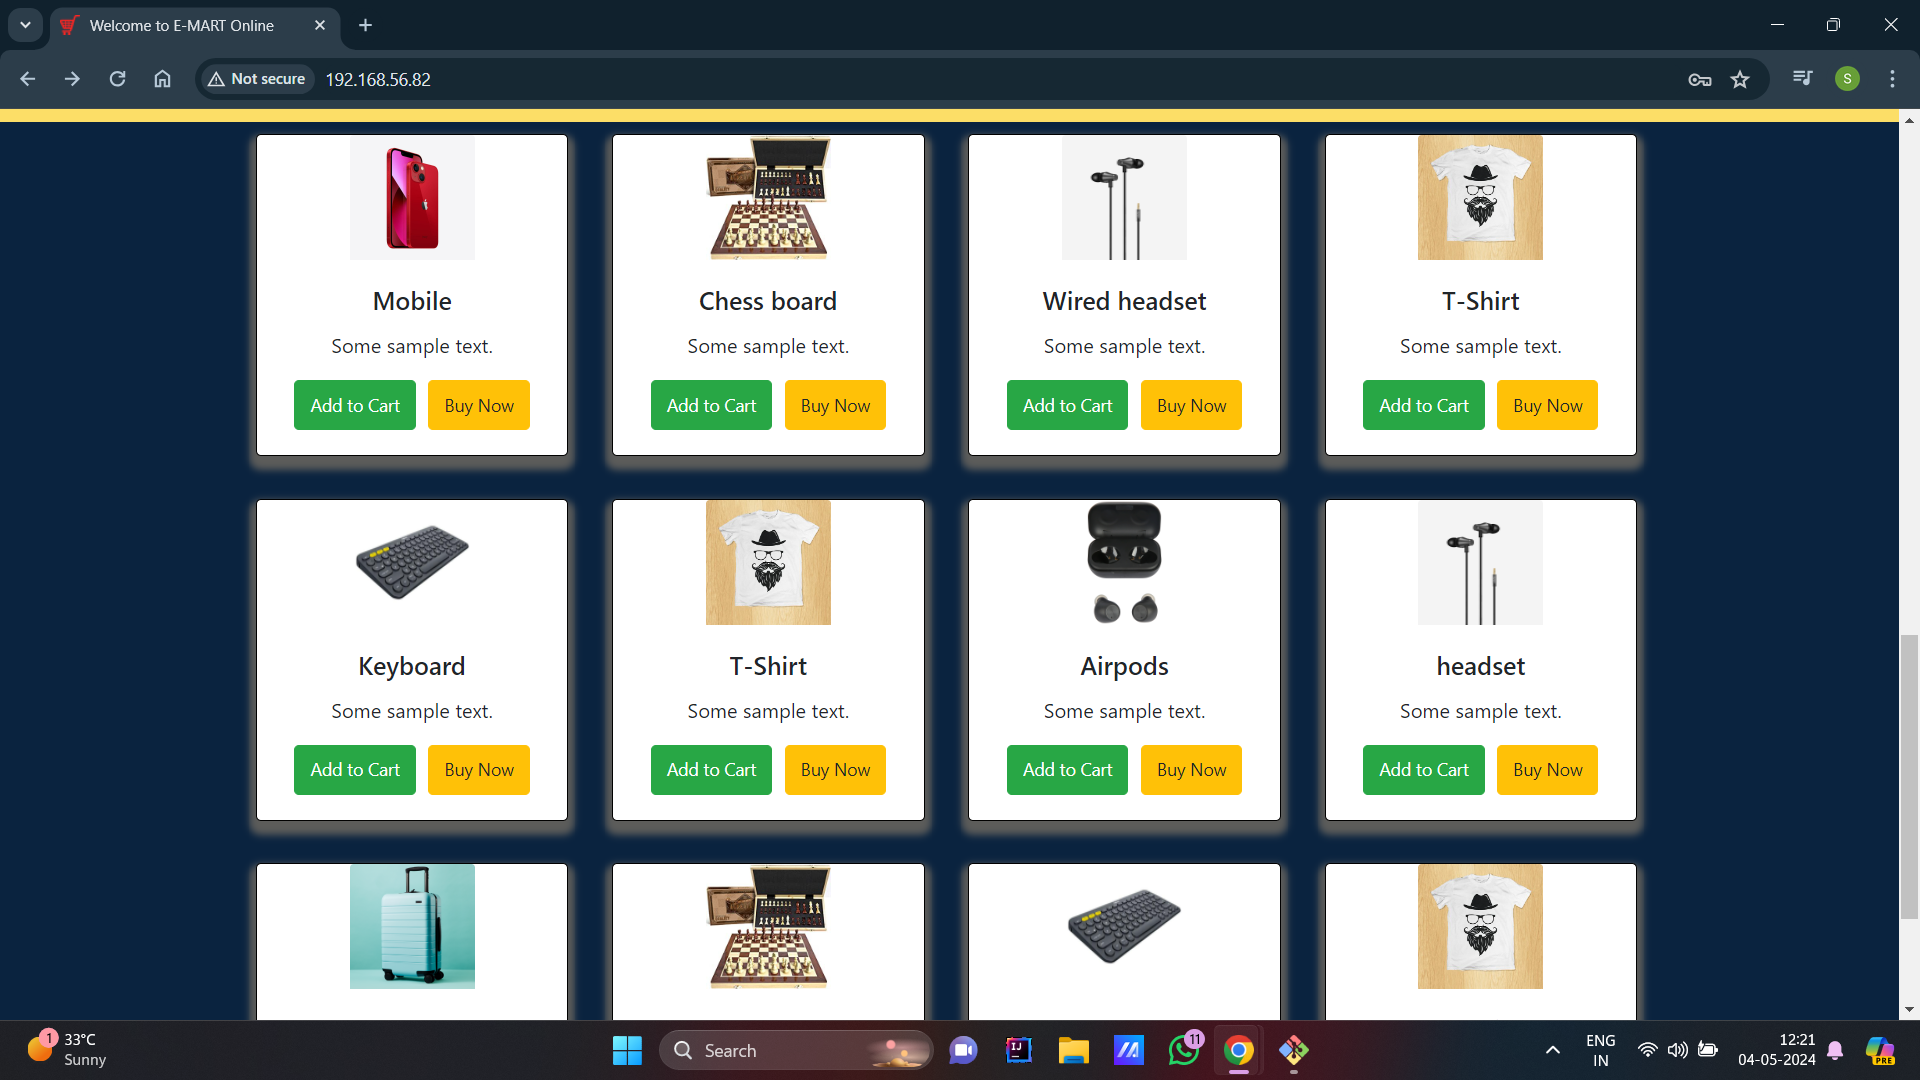 Welcome to E-MART Online
Not secure 192.168.56.82
S
Mobile Chess board Wired headset T-Shirt
Some sample text. Some sample text. Some sample text. Some sample text.
Add to Cart Buy Now Add to Cart Buy Now Add to Cart Buy Now Add to Cart Buy Now
Keyboard T-Shirt Airpods headset
Some sample text. Some sample text. Some sample text. Some sample text.
Add to Cart Buy Now Add to Cart Buy Now Add to Cart Buy Now Add to Cart Buy Now
1 33°C
Sunny
Search
IJ
11
ENG
IN
12:21
04-05-2024
PRE